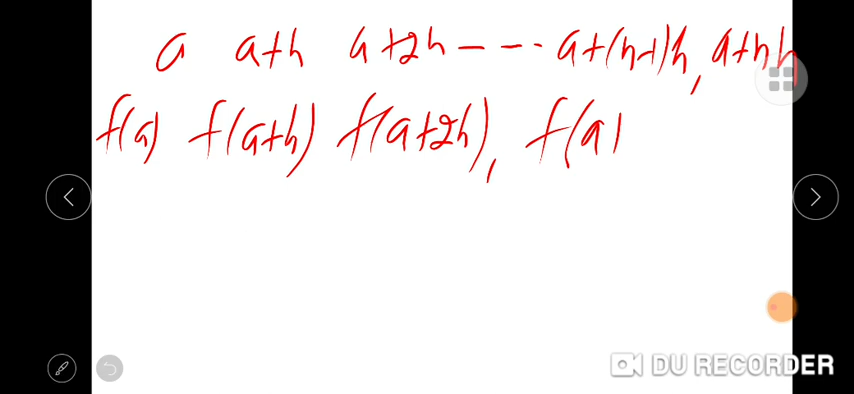 a a+h a+2h – – .. a+(n-1)h, a+nh
f(a) f(a+h) f(a+2h), f(a)
DU RECORDER